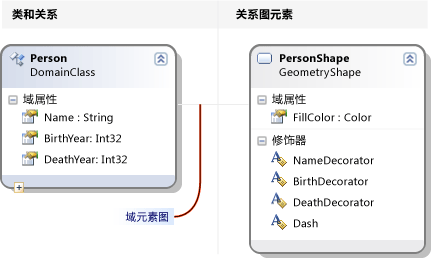 类和关系
关系图元素
Person
DomainClass
域属性
Name : String
BirthYear: Int32
DeathYear: Int32
域元素图
PersonShape
GeometryShape
域属性
FillColor : Color
修饰器
NameDecorator
BirthDecorator
DeathDecorator
Dash